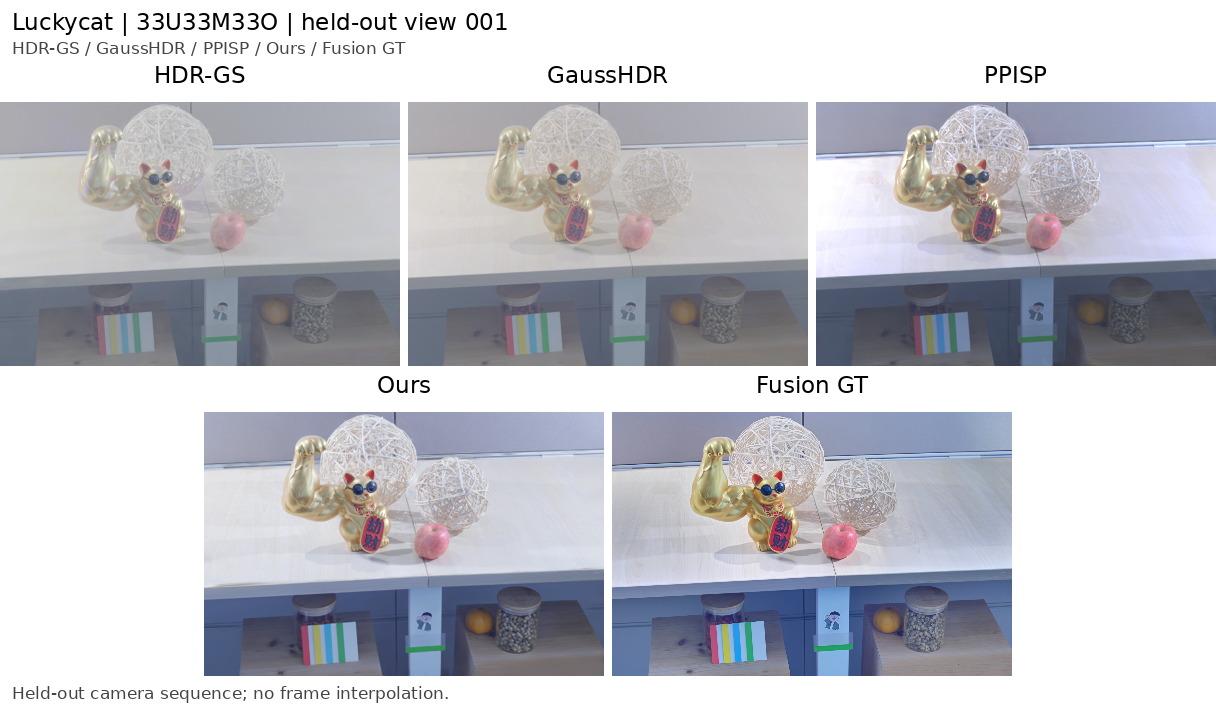 Luckycat | 33U33M33O | held-out view 001
HDR-GS / GaussHDR / PPISP / Ours / Fusion GT
HDR-GS
GaussHDR
PPISP
Ours
Fusion GT
Held-out camera sequence; no frame interpolation.